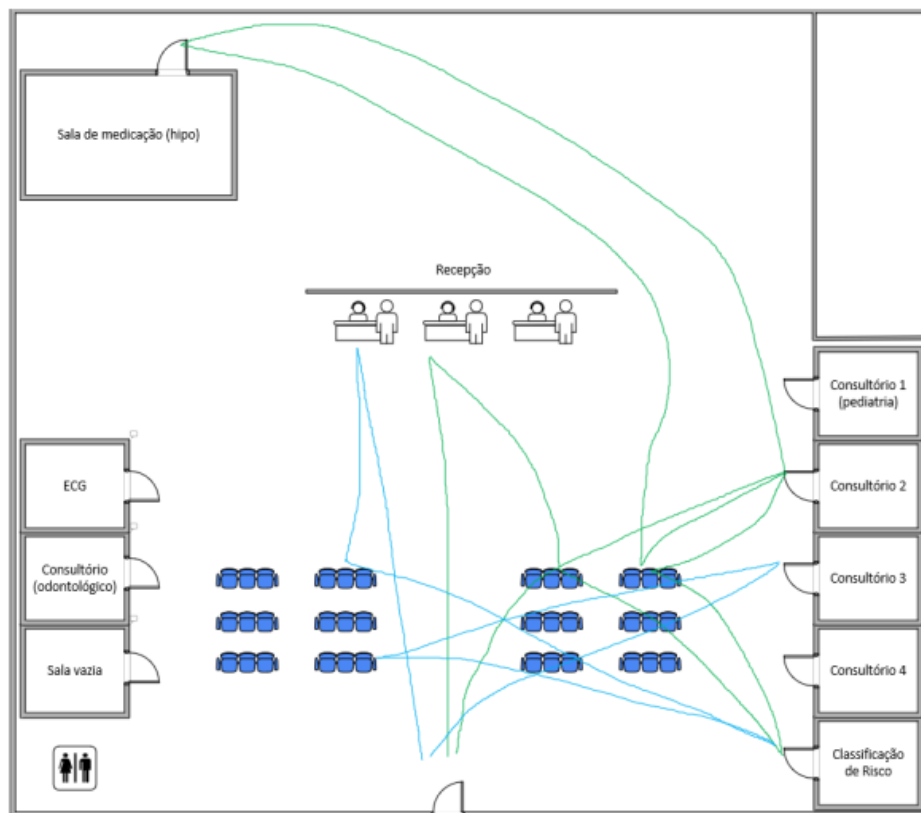 Sala de medicação (hipo)
Recepção
Consultório 1
(pediatria)
ECG
Consultório 2
Consultório
(odontológico)
Consultório 3
Sala vazia
Consultório 4
Classificação
de Risco